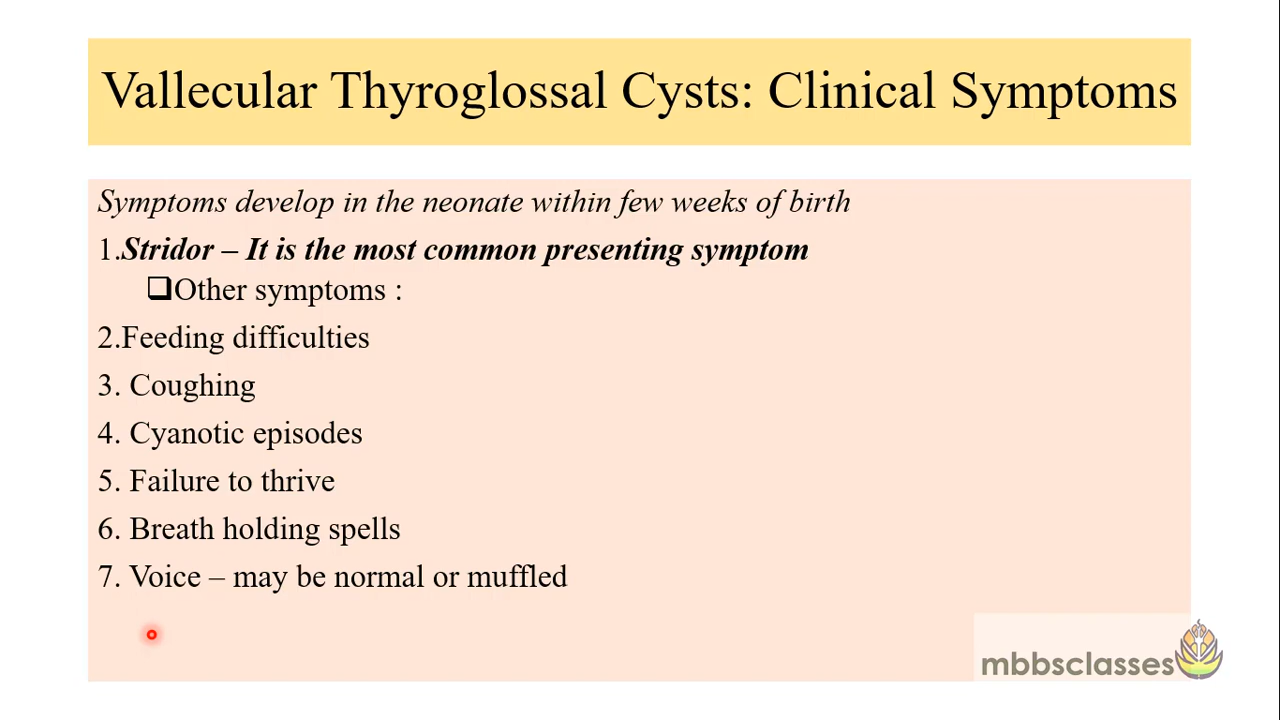 Vallecular Thyroglossal Cysts: Clinical Symptoms
Symptoms develop in the neonate within few weeks of birth
1.Stridor – It is the most common presenting symptom
❑Other symptoms :
2.Feeding difficulties
3. Coughing
4. Cyanotic episodes
5. Failure to thrive
6. Breath holding spells
7. Voice – may be normal or muffled
mbbsclasses